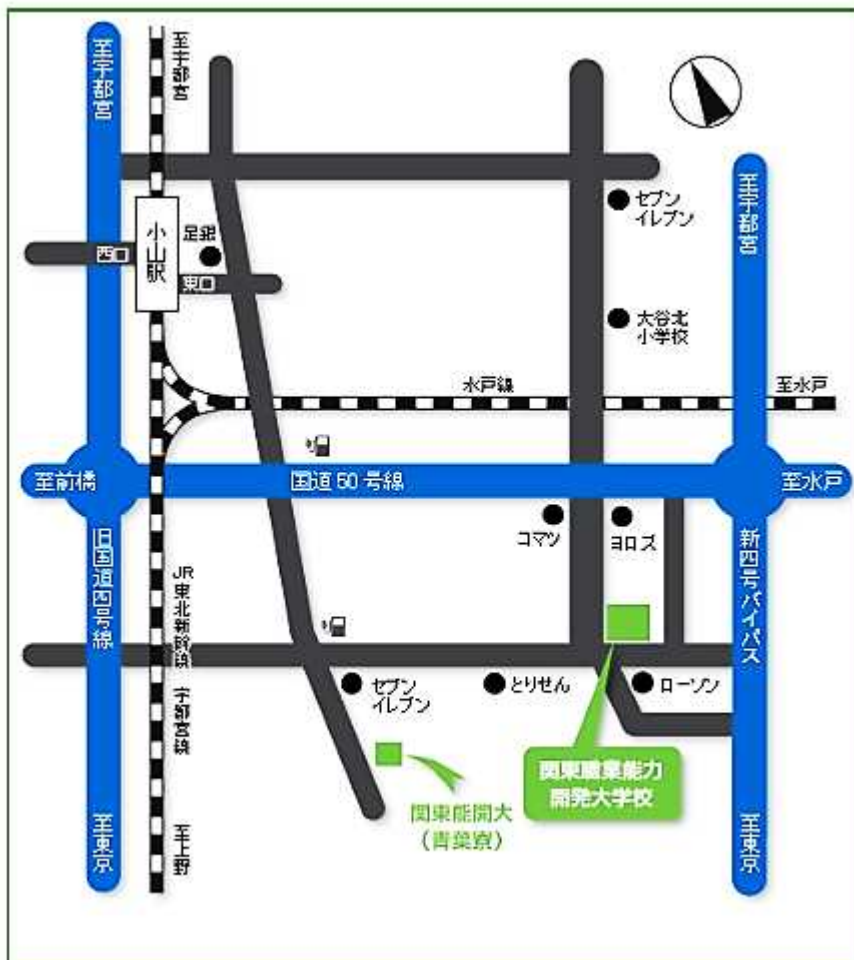 至宇都宮
至宇都宮
至宇都宮
セブン
イレブン
足銀
小山駅
西口
東口
大谷北
小学校
水戸線
至水戸
至前橋
国道50号線
至水戸
コマツ
ヨロズ
旧国道四号線
JR東北新幹線
宇都宮線
新四号バイパス
セブン
イレブン
とりせん
ローソン
関東職業能力
開発大学校
関東能開大
(青葉寮)
至東京
至上野
至東京